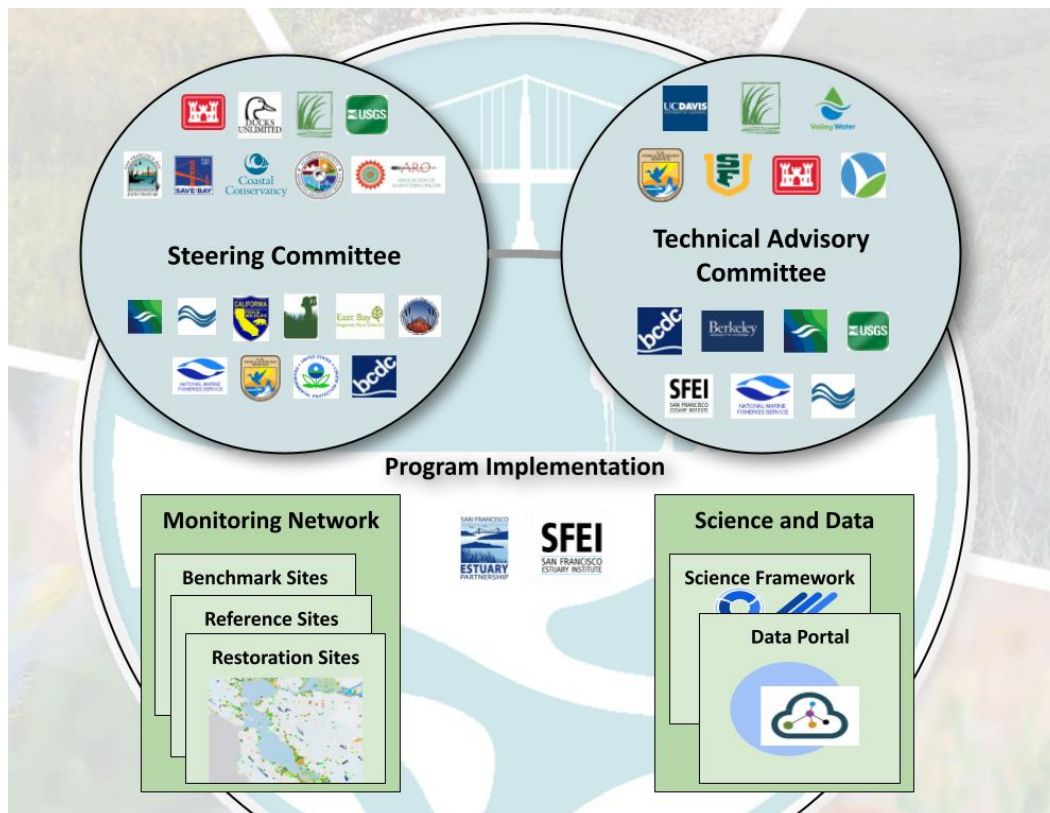 DUCKS
UNLIMITED
USGS
SAVE BAY
Coastal
Conservancy
ARO
Steering Committee
CALIFORNIA
East Bay
Regional Park District
NATIONAL MARINE
FISHERIES SERVICE
bcdc
UCDAVIS
Valley Water
SF
Technical Advisory
Committee
bcdc
Berkeley
USGS
SFEI
SAN FRANCISCO
ESTUARY INSTITUTE
NATIONAL MARINE
FISHERIES SERVICE
Program Implementation
Monitoring Network
Benchmark Sites
Reference Sites
Restoration Sites
SAN FRANCISCO
ESTUARY
PARTNERSHIP
SFEI
SAN FRANCISCO
ESTUARY INSTITUTE
Science and Data
Science Framework
Data Portal